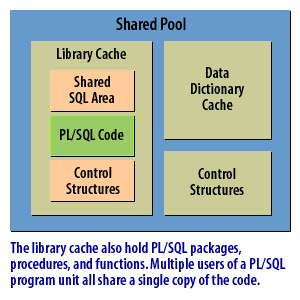 Shared Pool
Library Cache
Shared
SQL Area
PL/SQL Code
Control
Structures
Data
Dictionary
Cache
Control
Structures
The library cache also hold PL/SQL packages,
procedures, and functions. Multiple users of a PL/SQL
program unit all share a single copy of the code.